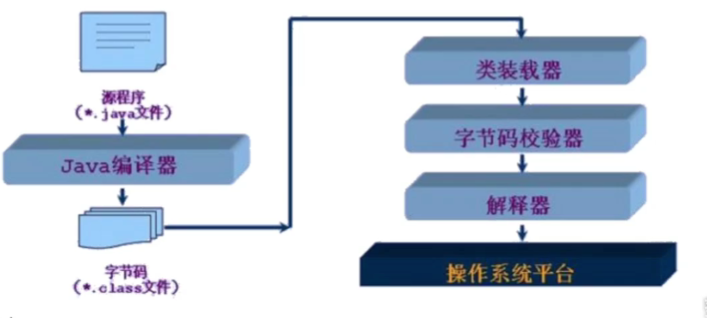 源程序
(*.java文件)
Java编译器
字节码
(*.class文件)
类装载器
字节码校验器
解释器
操作系统平台